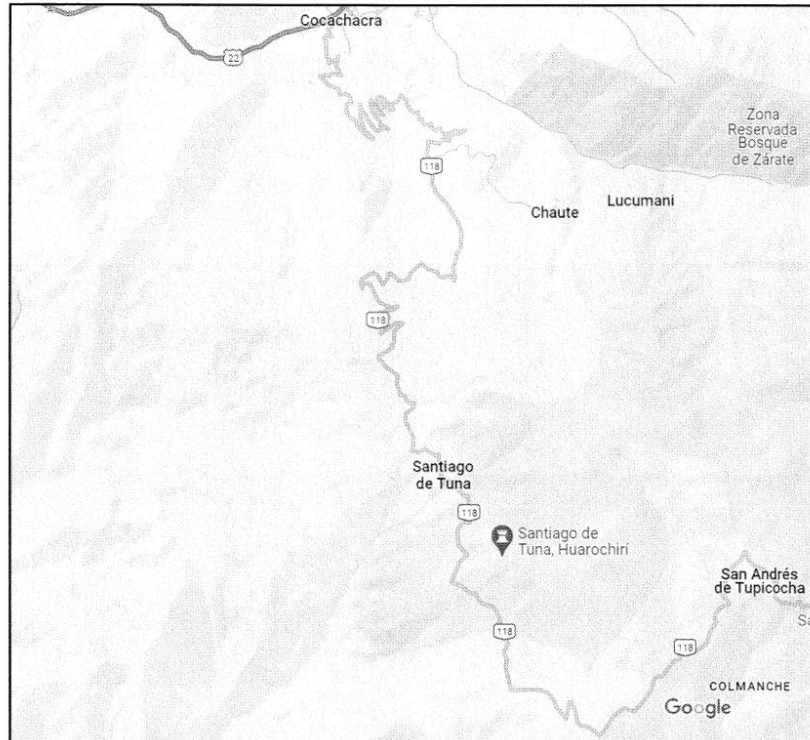 Cocachacra
22
Zona
Reservada
Bosque
de Zárate
118
Chaute
Lucumani
118
Santiago
de Tuna
118
Santiago de
Tuna, Huarochirí
San Andrés
de Tupicocha
Sa
118
118
COLMANCHE
Google